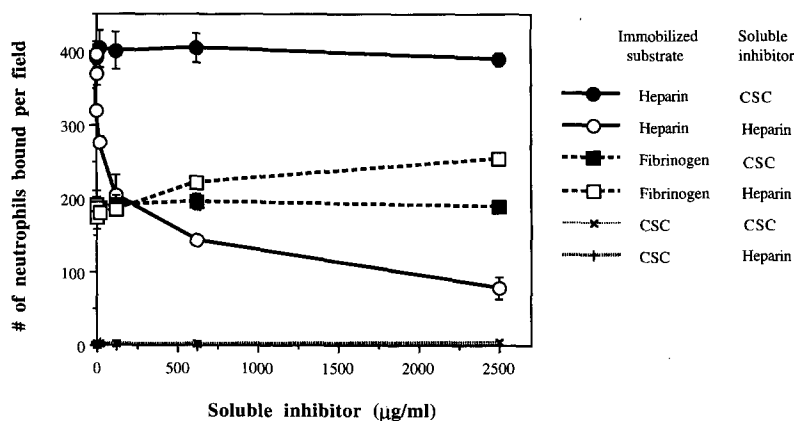 # of neutrophils bound per field
400
300
200
100
0
0
500
1000
1500
2000
2500
Soluble inhibitor (µg/ml)
Immobilized substrate
Soluble inhibitor
Heparin CSC
Heparin Heparin
Fibrinogen CSC
Fibrinogen Heparin
CSC CSC
CSC Heparin